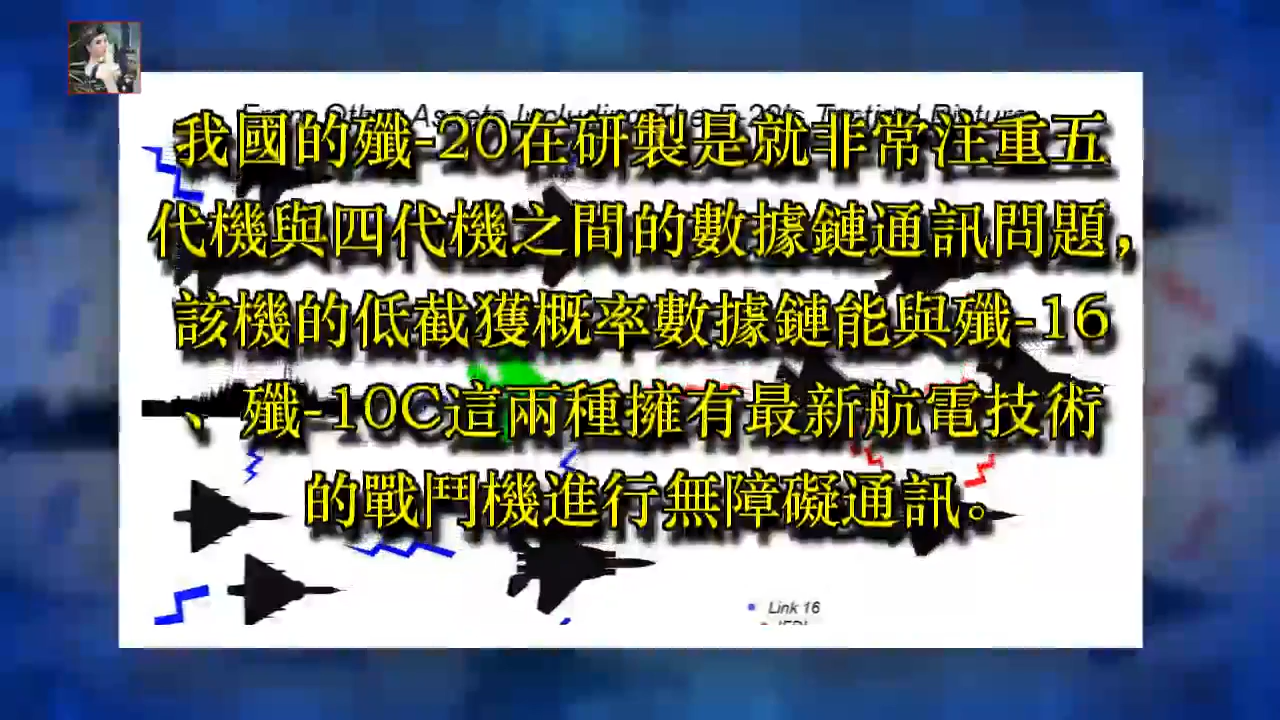 我國的殲-20在研製是就非常注重五
代機與四代機之間的數據鏈通訊問題，
該機的低截獲概率數據鏈能與殲-16
、殲-10C這兩種擁有最新航電技術
的戰鬥機進行無障礙通訊。
Link 16